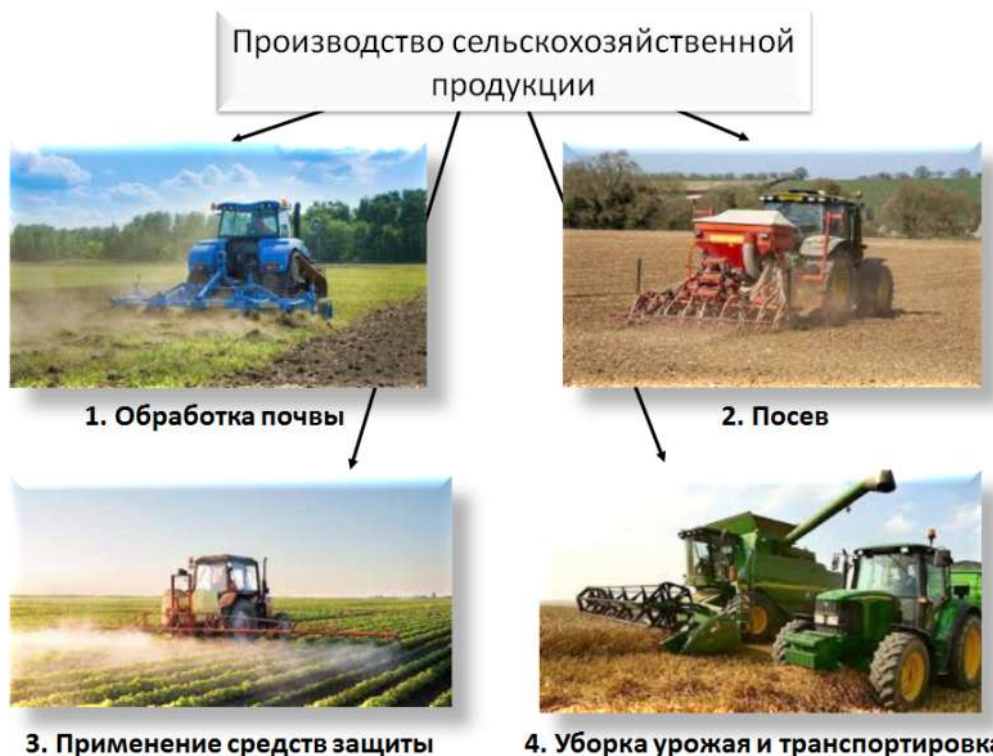 Производство сельскохозяйственной
продукции
1. Обработка почвы
2. Посев
3. Применение средств защиты
4. Уборка урожая и транспортировка